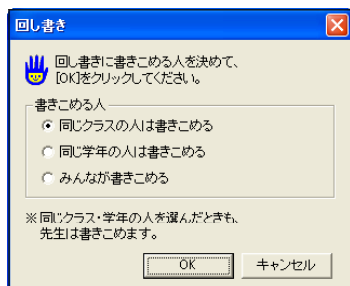 回し書き
回し書きに書きこめる人を決めて、
[OK]をクリックしてください。
書きこめる人
同じクラスの人は書きこめる
同じ学年の人は書きこめる
みんなが書きこめる
※同じクラス・学年の人を選んだときも、
先生は書きこめます。
OK
キャンセル